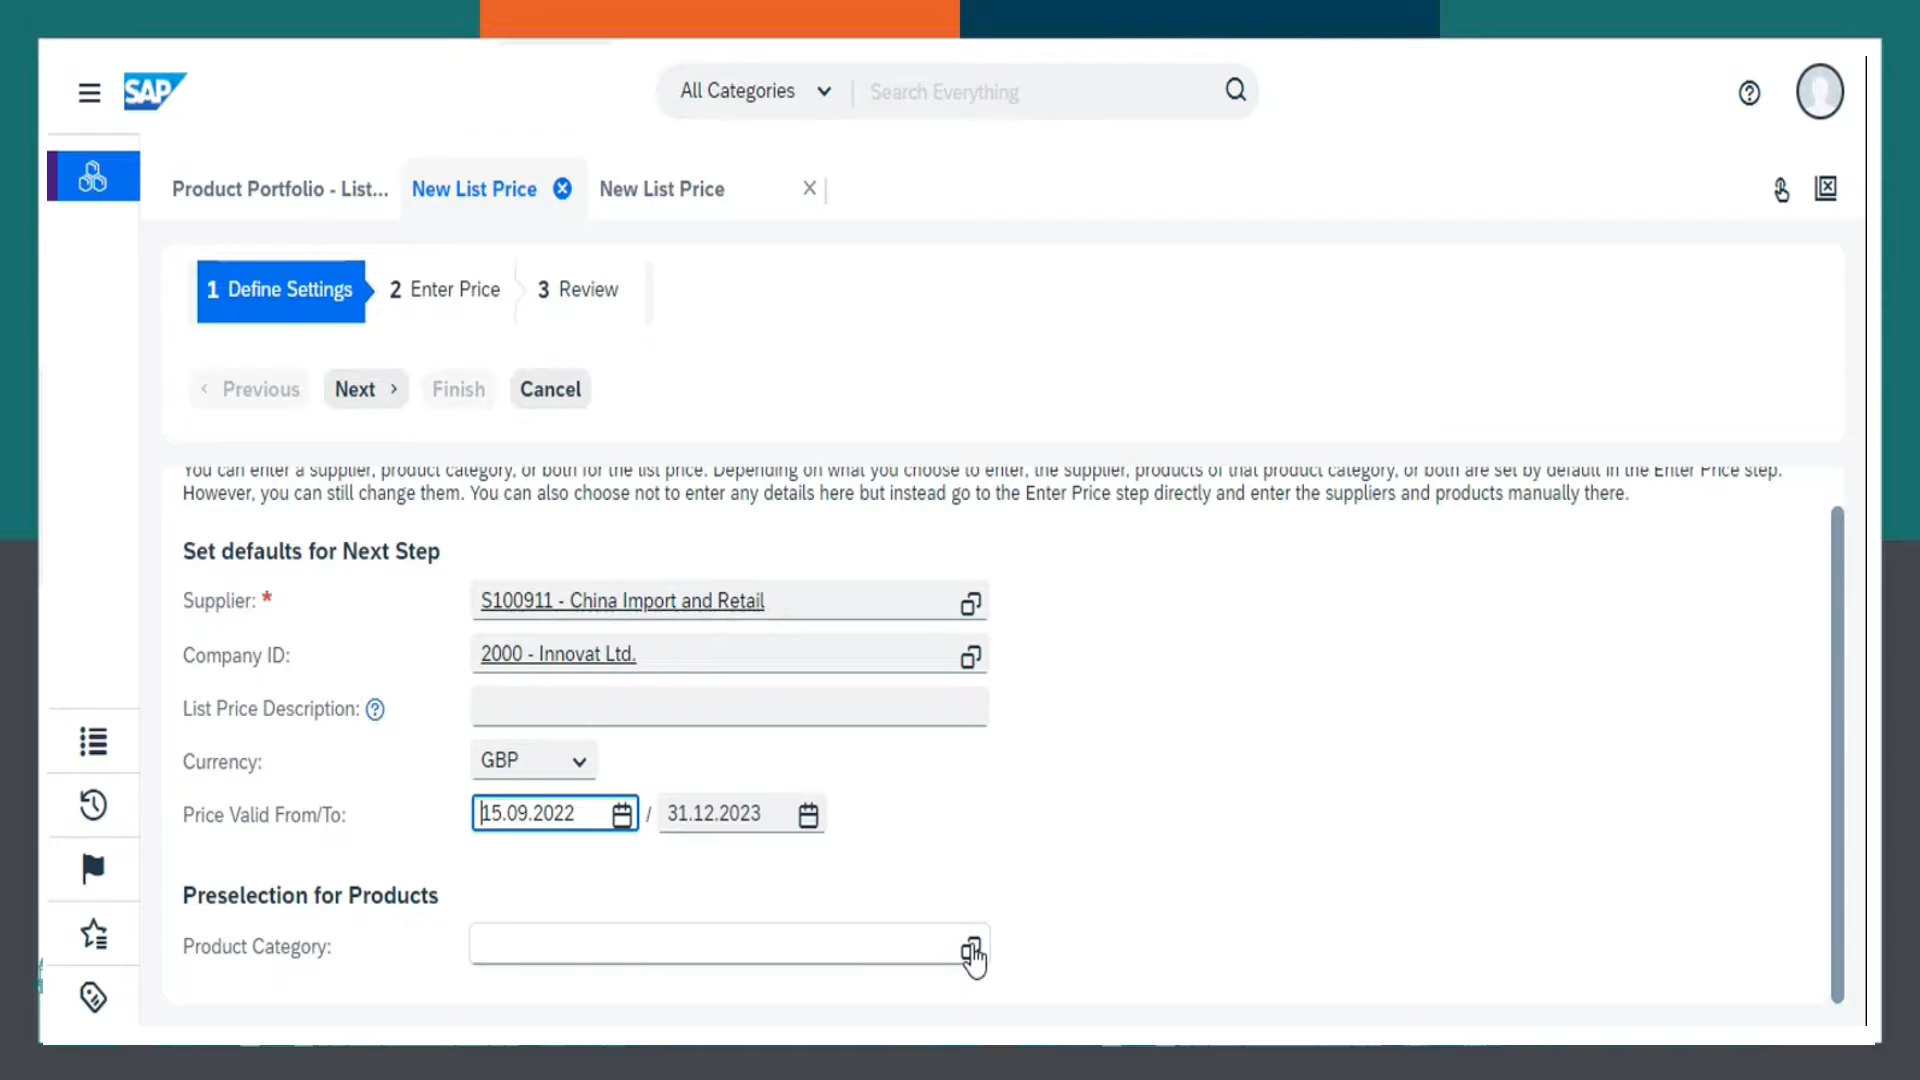 SAP
All Categories
Search Everything
Product Portfolio - List...
New List Price
New List Price
1 Define Settings
2 Enter Price
3 Review
Previous
Next
Finish
Cancel
You can enter a supplier, product category, or both for the list price. Depending on what you choose to enter, the supplier, products of that product category, or both are set by default in the Enter Price step.
However, you can still change them. You can also choose not to enter any details here but instead go to the Enter Price step directly and enter the suppliers and products manually there.
Set defaults for Next Step
Supplier: * S100911 - China Import and Retail
Company ID: 2000 - Innovat Ltd.
List Price Description:
Currency: GBP
Price Valid From/To: 15.09.2022 / 31.12.2023
Preselection for Products
Product Category: